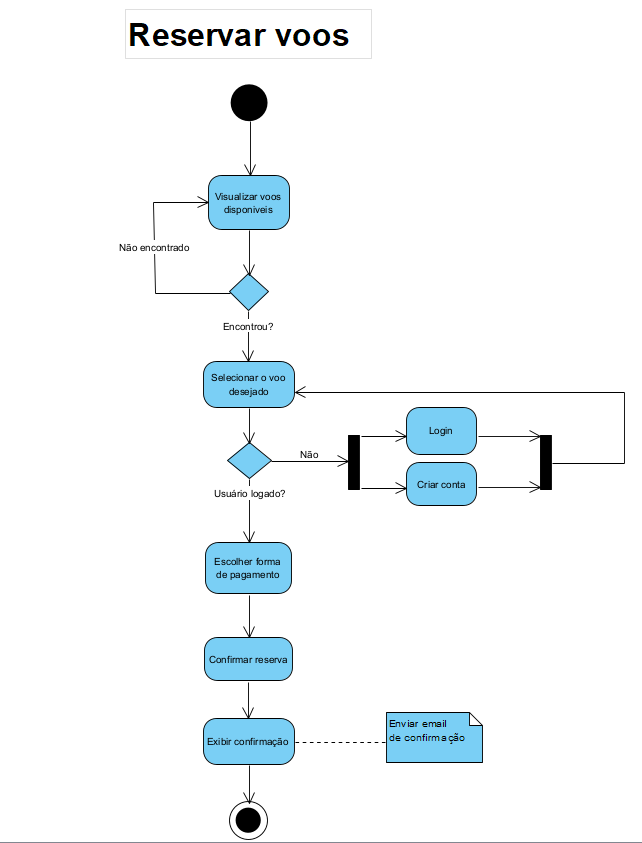 Reservar voos
Visualizar voos
disponiveis
Não encontrado
Encontrou?
Selecionar o voo
desejado
Login
Não
Criar conta
Usuário logado?
Escolher forma
de pagamento
Confirmar reserva
Enviar email
de confirmação
Exibir confirmação